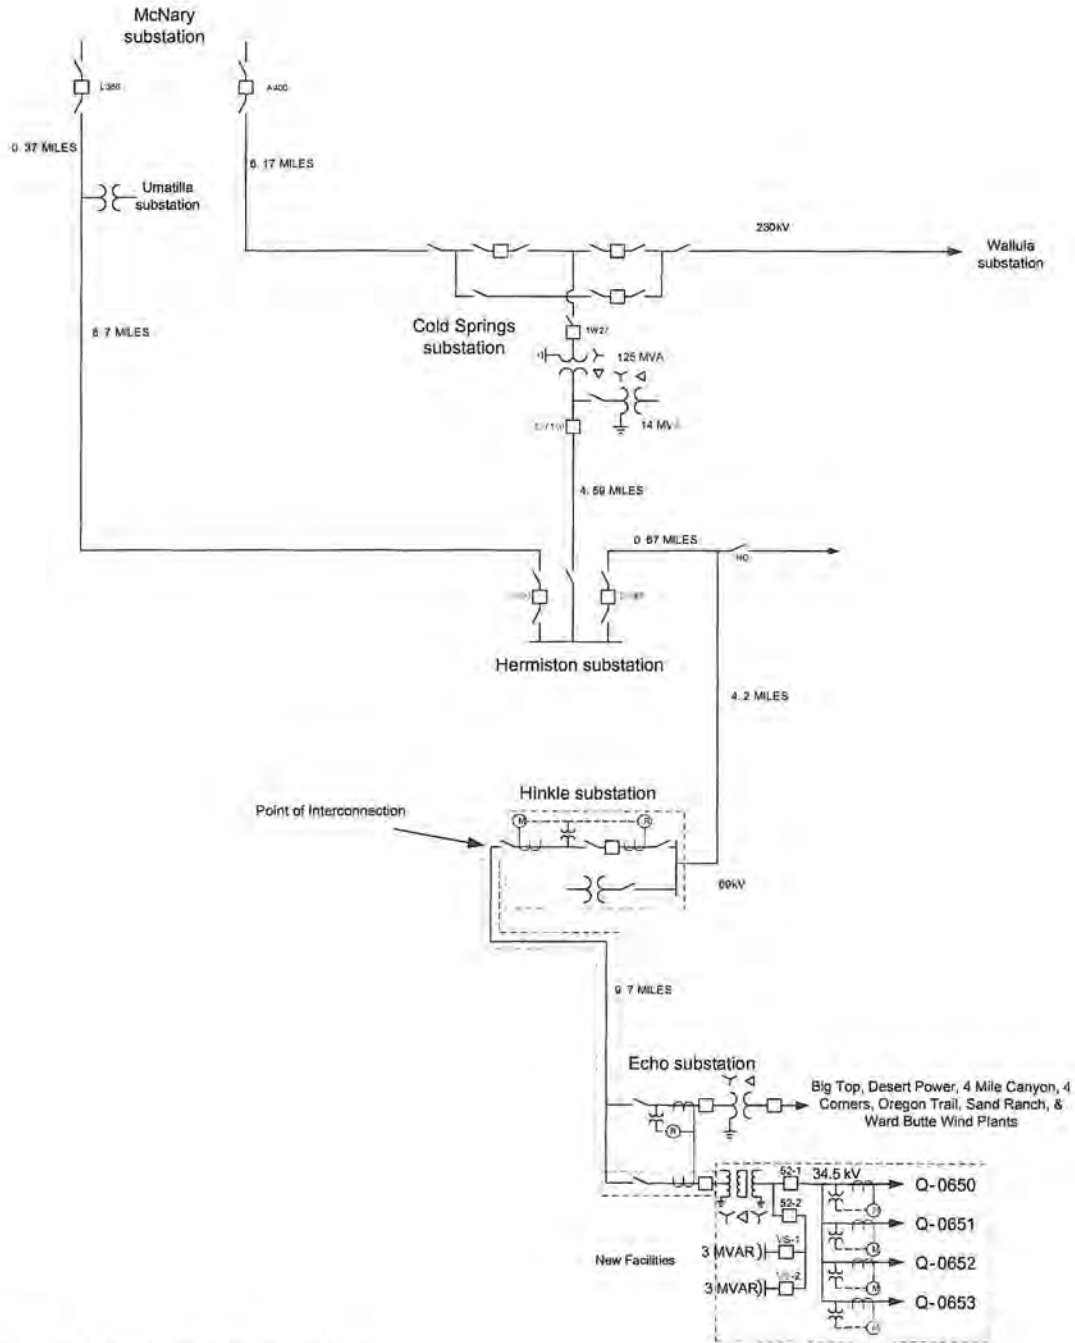 McNary
substation
A400
0.37 MILES
6.17 MILES
Umatilla
substation
230kV
Wallula
substation
Cold Springs
substation
1W27
6.7 MILES
125 MVA
14 MVA
4.59 MILES
0.67 MILES
NO
Hermiston substation
4.2 MILES
Hinkle substation
Point of Interconnection
M
R
69kV
9.7 MILES
Echo substation
Big Top, Desert Power, 4 Mile Canyon, 4
Corners, Oregon Trail, Sand Ranch, &
Ward Butte Wind Plants
R
52-1
34.5 kV
Q-0650
52-2
Q-0651
M
New Facilities
3 MVAR
VS-1
Q-0652
M
3 MVAR
VS-2
Q-0653